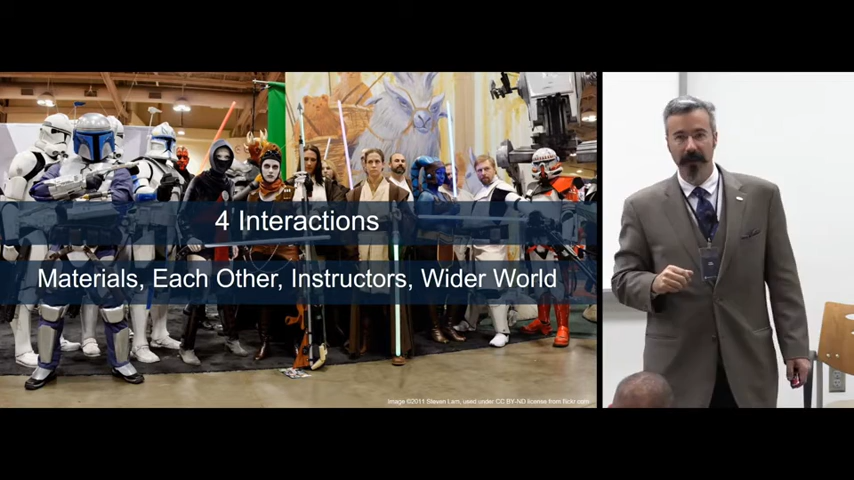 4 Interactions
Materials, Each Other, Instructors, Wider World
Image ©2011 Steven Lam, used under CC BY-ND license from flickr.com